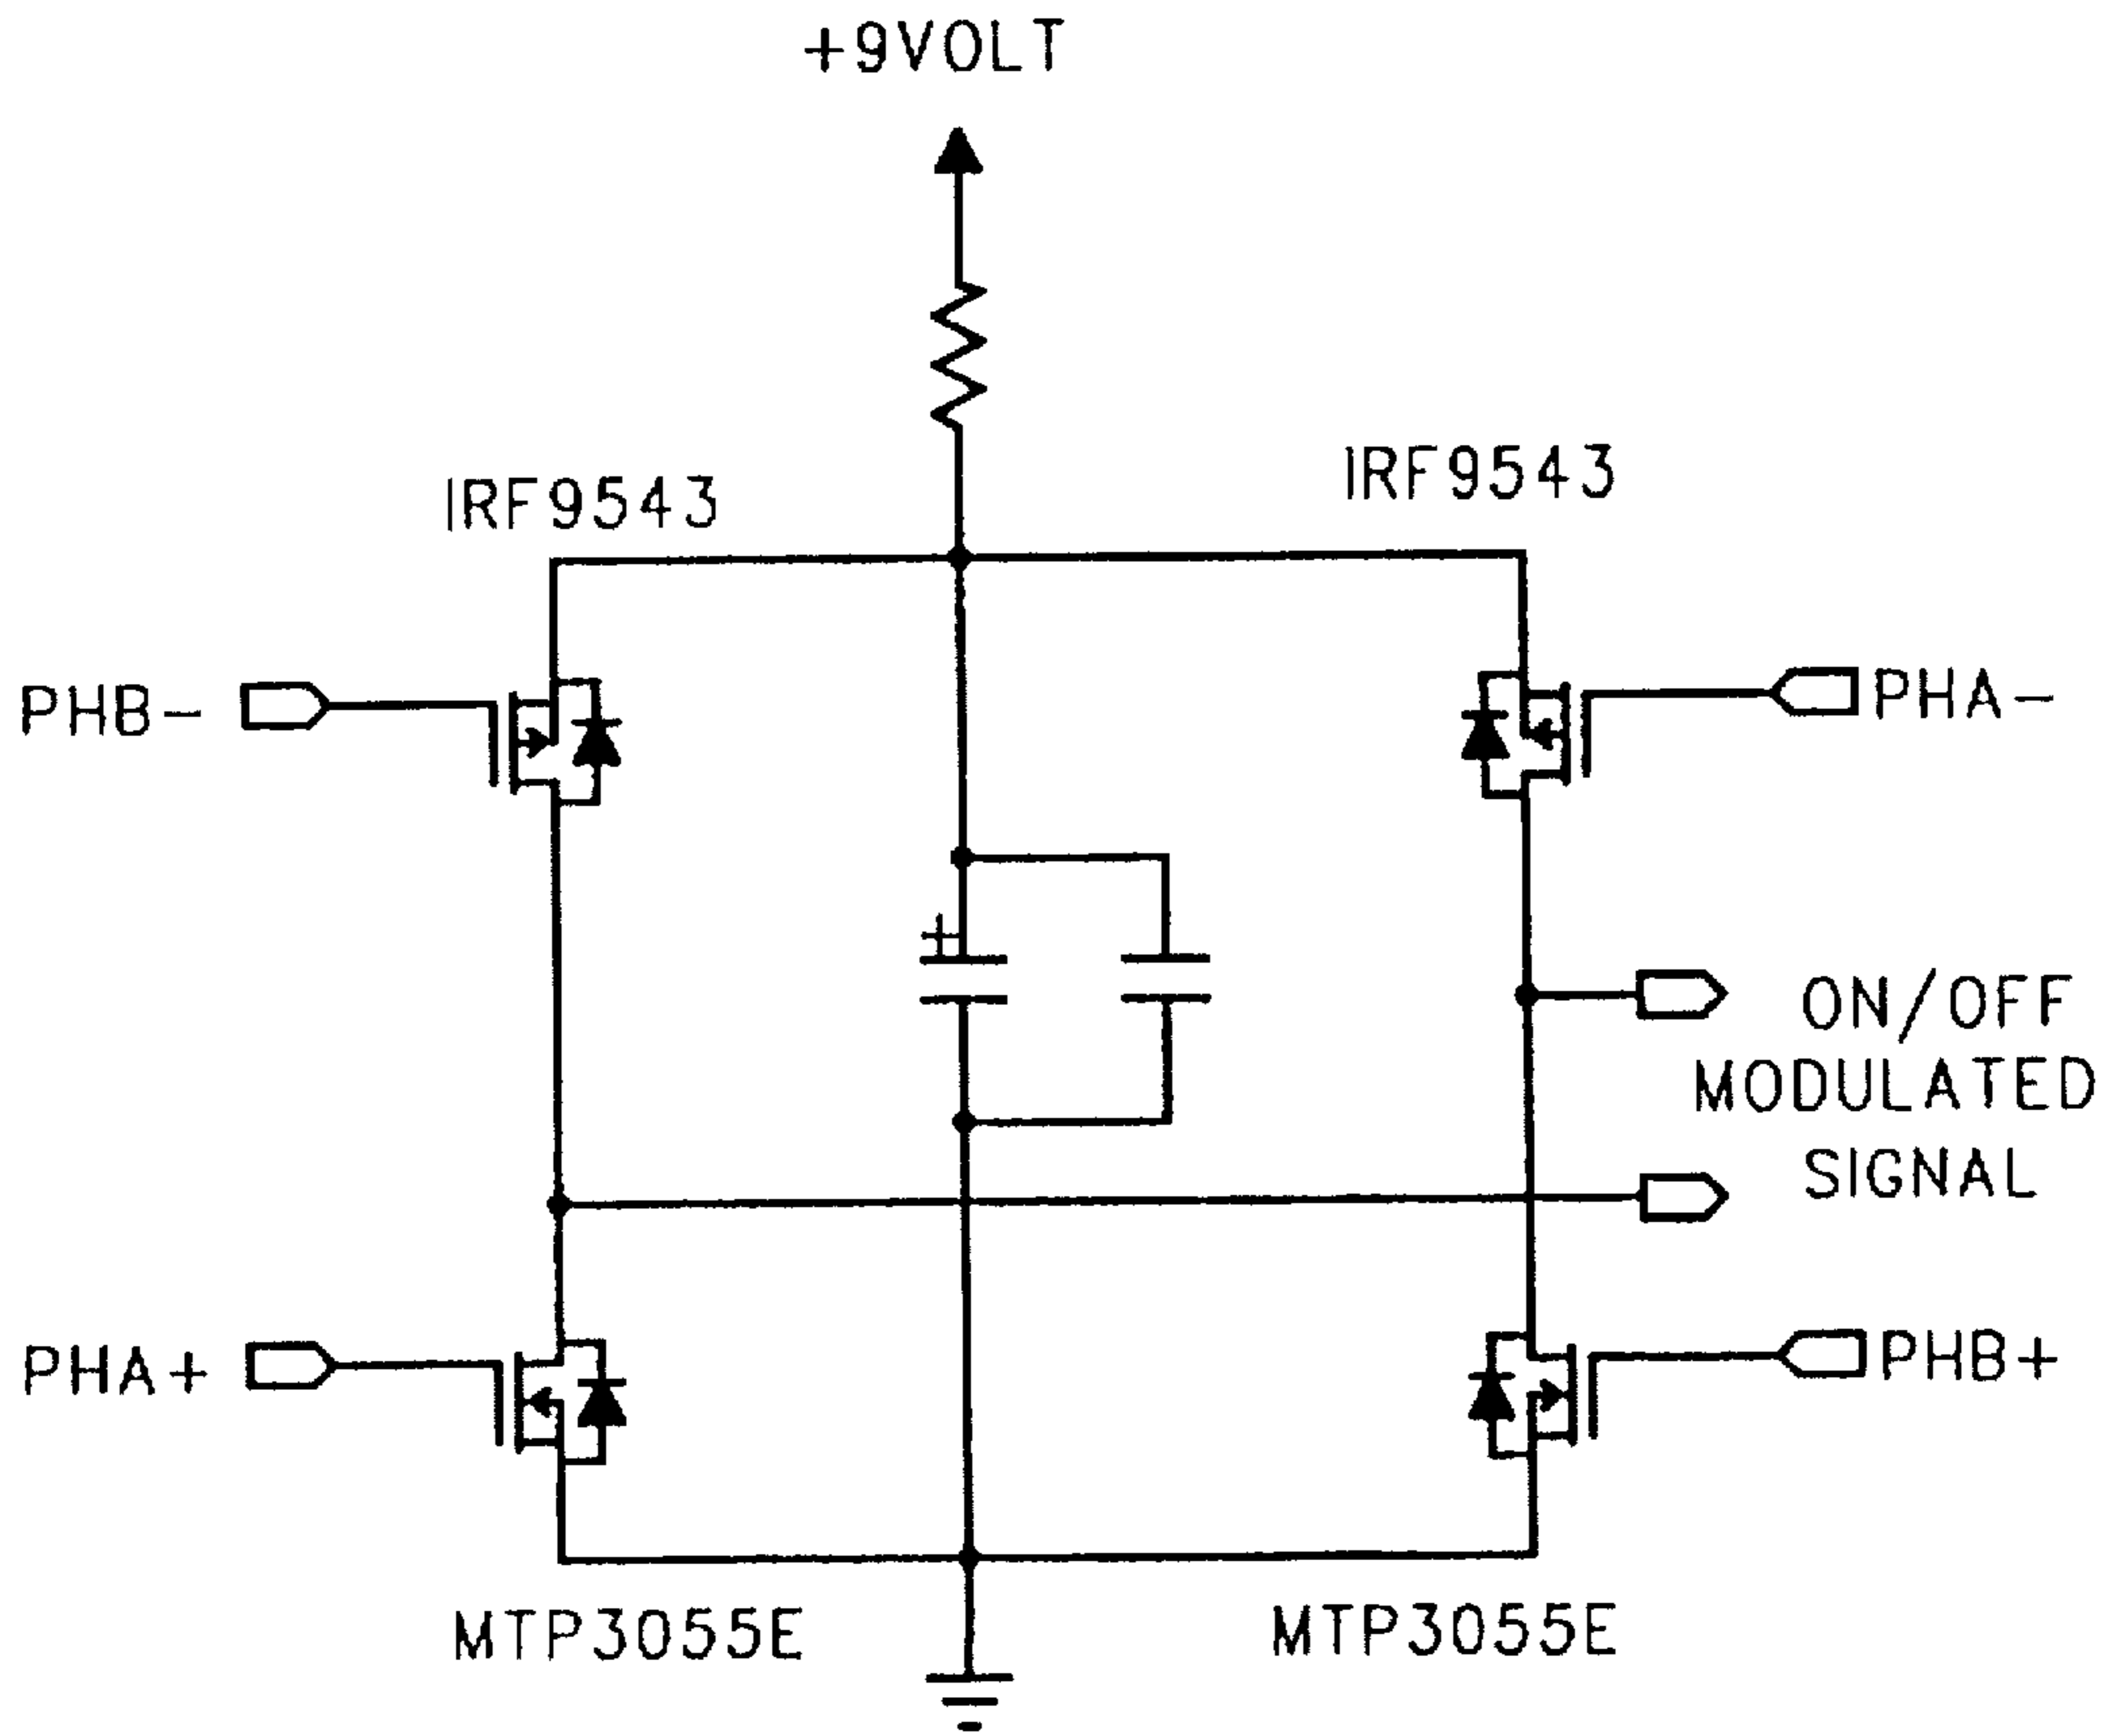 +9VOLT
IRF9543
IRF9543
PHB-
PHA-
+
ON/OFF
MODULATED
SIGNAL
PHA+
PHB+
MTP3055E
MTP3055E